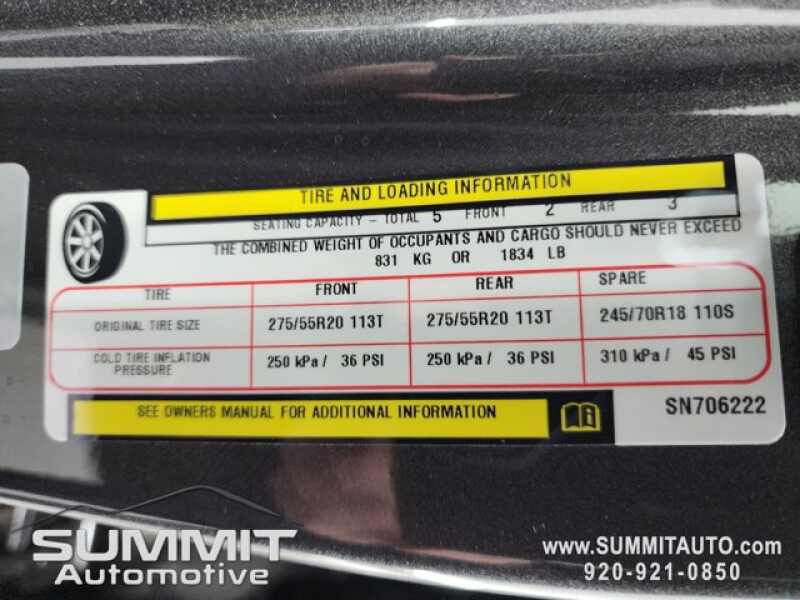 TIRE AND LOADING INFORMATION
SEATING CAPACITY - TOTAL 5 FRONT 2 REAR 3
THE COMBINED WEIGHT OF OCCUPANTS AND CARGO SHOULD NEVER EXCEED
831 KG OR 1834 LB
TIRE FRONT REAR SPARE
ORIGINAL TIRE SIZE 275/55R20 113T 275/55R20 113T 245/70R18 110S
COLD TIRE INFLATION PRESSURE 250 kPa / 36 PSI 250 kPa / 36 PSI 310 kPa / 45 PSI
SEE OWNERS MANUAL FOR ADDITIONAL INFORMATION
SN706222
SUMMIT
Automotive
www.SUMMITAUTO.com
920-921-0850